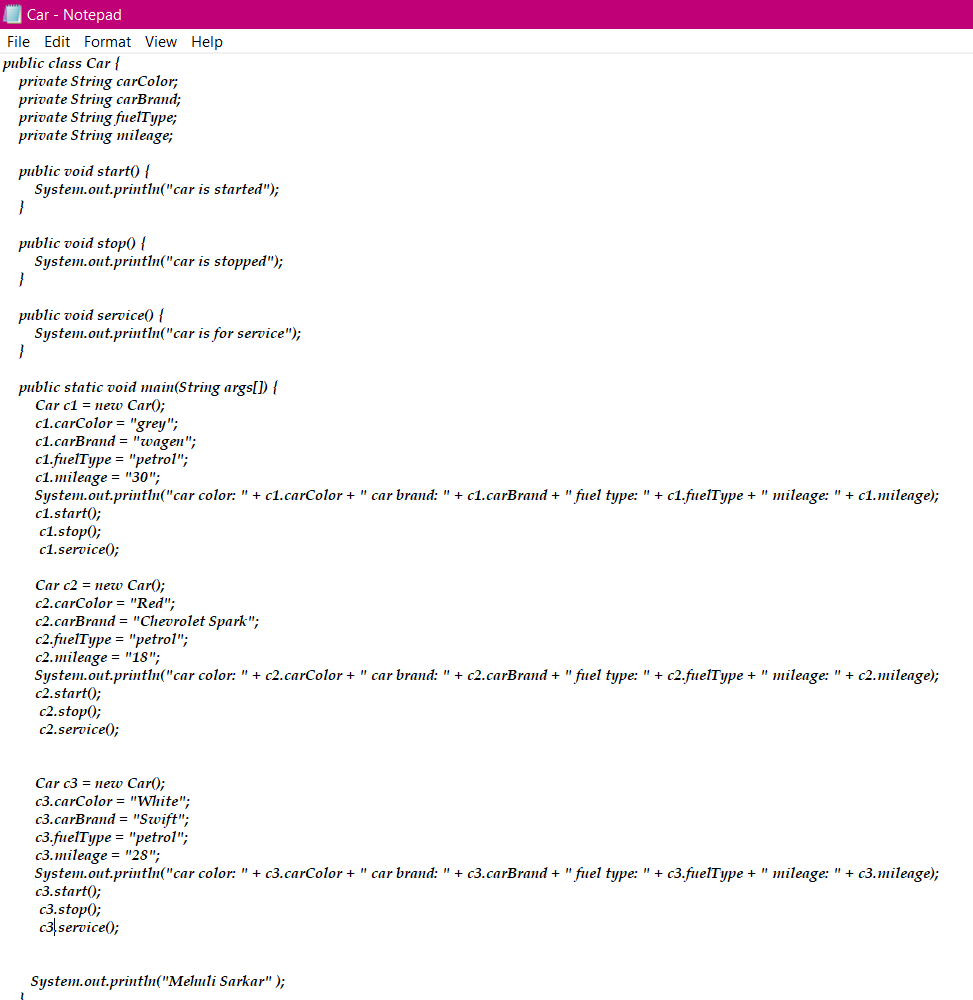 Car - Notepad
File Edit Format View Help
public class Car {
private String carColor;
private String carBrand;
private String fuelType;
private String mileage;
public void start() {
System.out.println("car is started");
}
public void stop() {
System.out.println("car is stopped");
}
public void service() {
System.out.println("car is for service");
}
public static void main(String args[]) {
Car c1 = new Car();
c1.carColor = "grey";
c1.carBrand = "wagen";
c1.fuelType = "petrol";
c1.mileage = "30";
System.out.println("car color: " + c1.carColor + " car brand: " + c1.carBrand + " fuel type: " + c1.fuelType + " mileage: " + c1.mileage);
c1.start();
c1.stop();
c1.service();
Car c2 = new Car();
c2.carColor = "Red";
c2.carBrand = "Chevrolet Spark";
c2.fuelType = "petrol";
c2.mileage = "18";
System.out.println("car color: " + c2.carColor + " car brand: " + c2.carBrand + " fuel type: " + c2.fuelType + " mileage: " + c2.mileage);
c2.start();
c2.stop();
c2.service();
Car c3 = new Car();
c3.carColor = "White";
c3.carBrand = "Swift";
c3.fuelType = "petrol";
c3.mileage = "28";
System.out.println("car color: " + c3.carColor + " car brand: " + c3.carBrand + " fuel type: " + c3.fuelType + " mileage: " + c3.mileage);
c3.start();
c3.stop();
c3.service();
System.out.println("Mehuli Sarkar" );
}